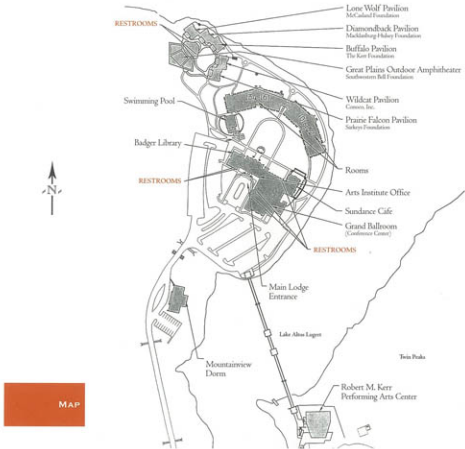 Lone Wolf Pavilion
McCasland Foundation
RESTROOMS
Diamondback Pavilion
Macklanburg-Hulsey Foundation
Buffalo Pavilion
The Kerr Foundation
Great Plains Outdoor Amphitheater
Southwestern Bell Foundation
Wildcat Pavilion
Conoco, Inc.
Swimming Pool
Prairie Falcon Pavilion
Sarkeys Foundation
Badger Library
Rooms
RESTROOMS
Arts Institute Office
N
Sundance Cafe
Grand Ballroom
(Conference Center)
RESTROOMS
Main Lodge
Entrance
Lake Altus Lugert
Twin Peaks
Mountainview
Dorm
Robert M. Kerr
Performing Arts Center
MAP